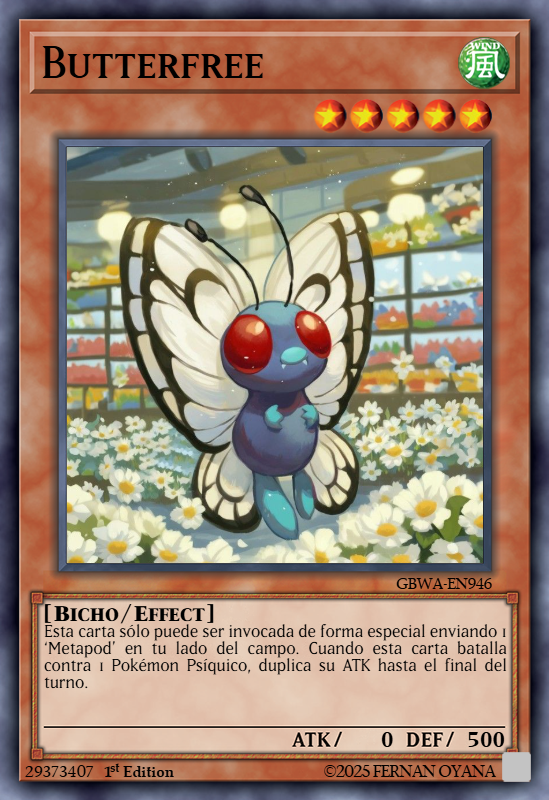 Butterfree
WIND
風
[Bicho/Effect]
Esta carta sólo puede ser invocada de forma especial enviando 1
‘Metapod’ en tu lado del campo. Cuando esta carta batalla
contra 1 Pokémon Psíquico, duplica su ATK hasta el final del
turno.
ATK/ 0 DEF/ 500
GBWA-EN946
29373407 1st Edition ©2025 FERNAN OYANA